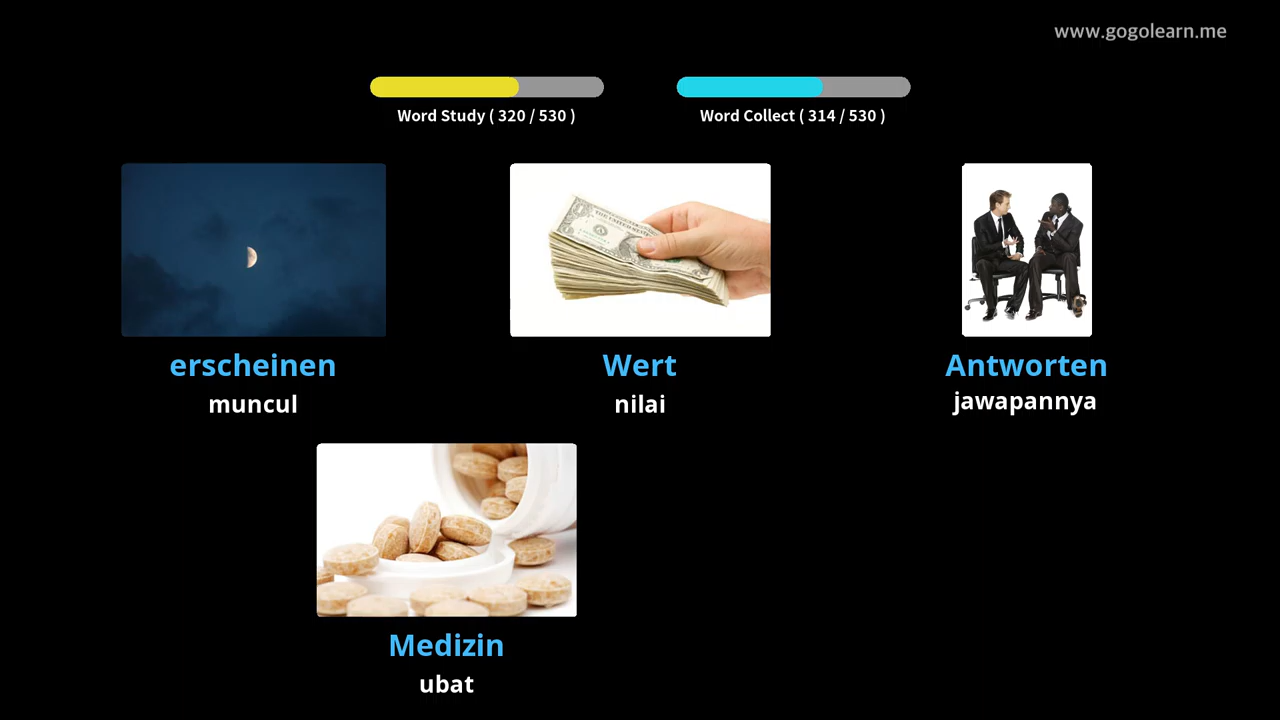 www.gogolearn.me
Word Study ( 320 / 530 )
Word Collect ( 314 / 530 )
erscheinen
muncul
Wert
nilai
Antworten
jawapannya
Medizin
ubat